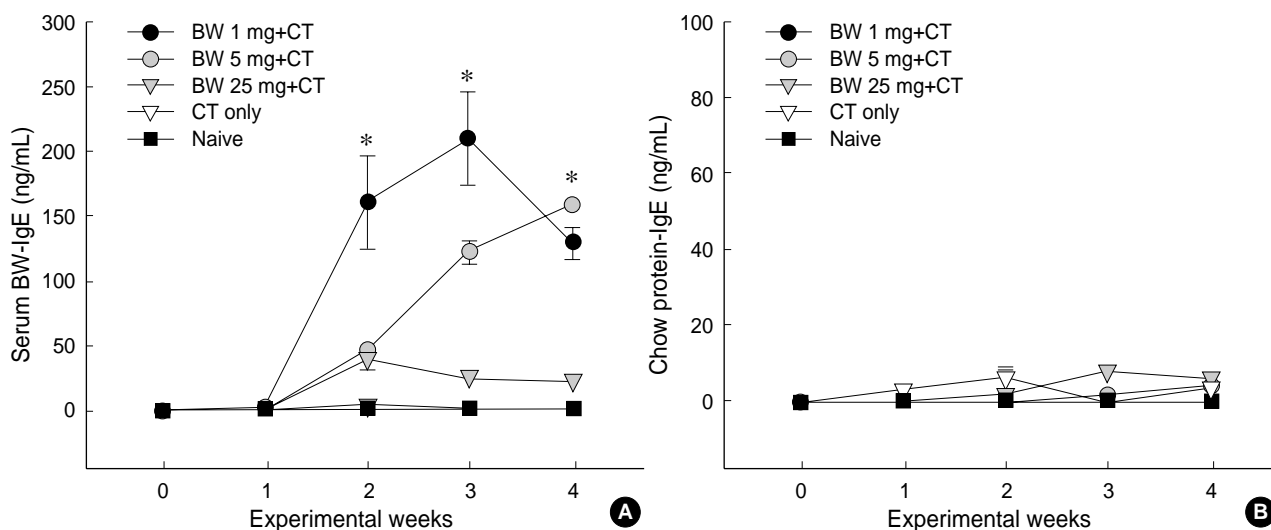 300
250
200
150
100
50
0
Serum BW-IgE (ng/mL)
BW 1 mg+CT
BW 5 mg+CT
BW 25 mg+CT
CT only
Naive
*
*
*
0 1 2 3 4
Experimental weeks
A
100
80
60
40
20
0
Chow protein-IgE (ng/mL)
BW 1 mg+CT
BW 5 mg+CT
BW 25 mg+CT
CT only
Naive
0 1 2 3 4
Experimental weeks
B